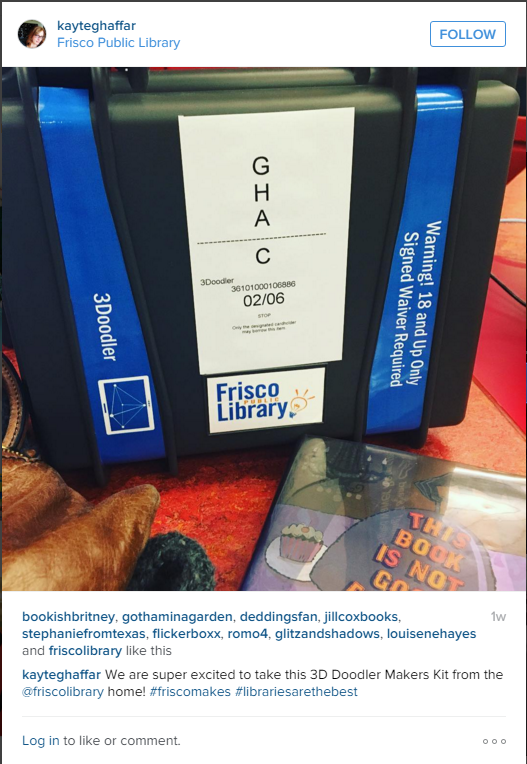 kayteghaffar
Frisco Public Library
FOLLOW
G
H
A
C
3Doodler
36101000106886
02/06
STOP
Only the designated cardholder
may borrow this item
3Doodler
Warning! 18 and Up Only
Signed Waiver Required
Frisco
PUBLIC
Library
THIS
BOOK
IS NOT
bookishbritney, gothaminagarden, deddingsfan, jillcoxbooks,
stephaniefromtexas, flickerboxx, romo4, glitzandshadows, louisenehayes
and friscolibrary like this
1w
kayteghaffar We are super excited to take this 3D Doodler Makers Kit from the
@friscolibrary home! #friscomakes #librariesarethebest
Log in to like or comment.